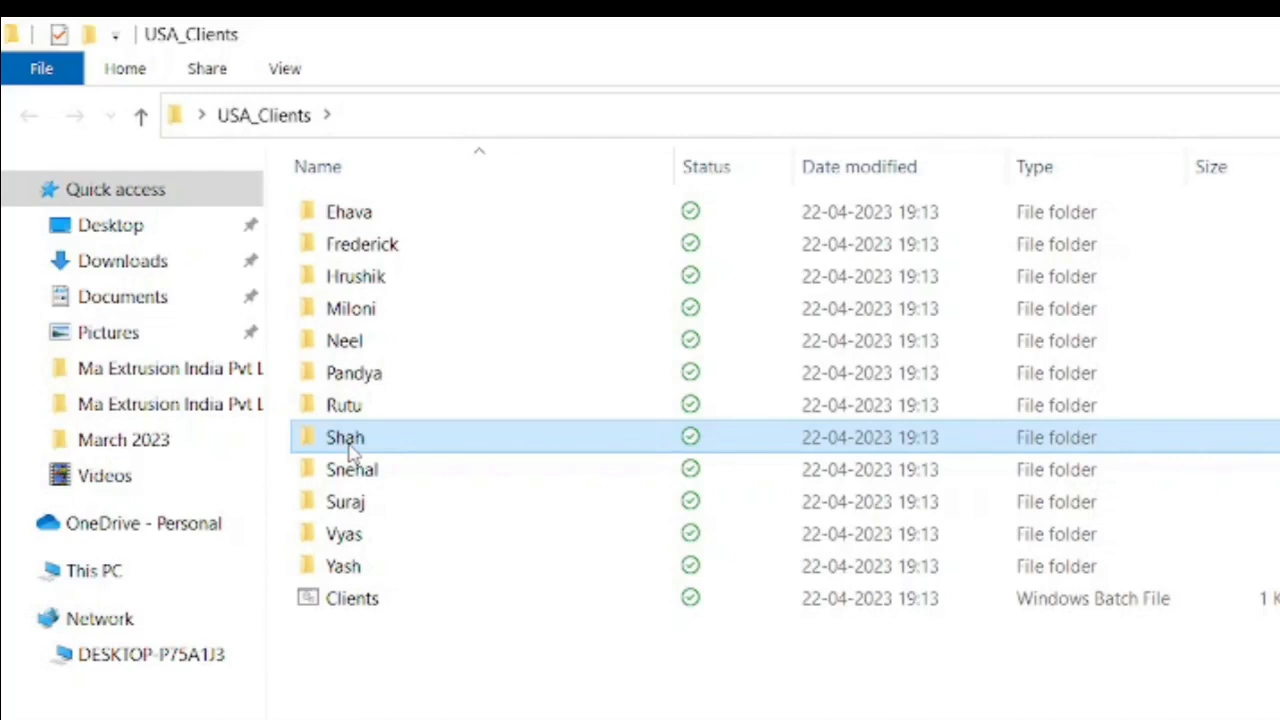 USA_Clients
File Home Share View
USA_Clients
Name Status Date modified Type Size
Quick access
Desktop
Downloads
Documents
Pictures
Ma Extrusion India Pvt L
Ma Extrusion India Pvt L
March 2023
Videos
OneDrive - Personal
This PC
Network
DESKTOP-P75A1J3
Ehava 22-04-2023 19:13 File folder
Frederick 22-04-2023 19:13 File folder
Hrushik 22-04-2023 19:13 File folder
Miloni 22-04-2023 19:13 File folder
Neel 22-04-2023 19:13 File folder
Pandya 22-04-2023 19:13 File folder
Rutu 22-04-2023 19:13 File folder
Shah 22-04-2023 19:13 File folder
Snehal 22-04-2023 19:13 File folder
Suraj 22-04-2023 19:13 File folder
Vyas 22-04-2023 19:13 File folder
Yash 22-04-2023 19:13 File folder
Clients 22-04-2023 19:13 Windows Batch File 1 K